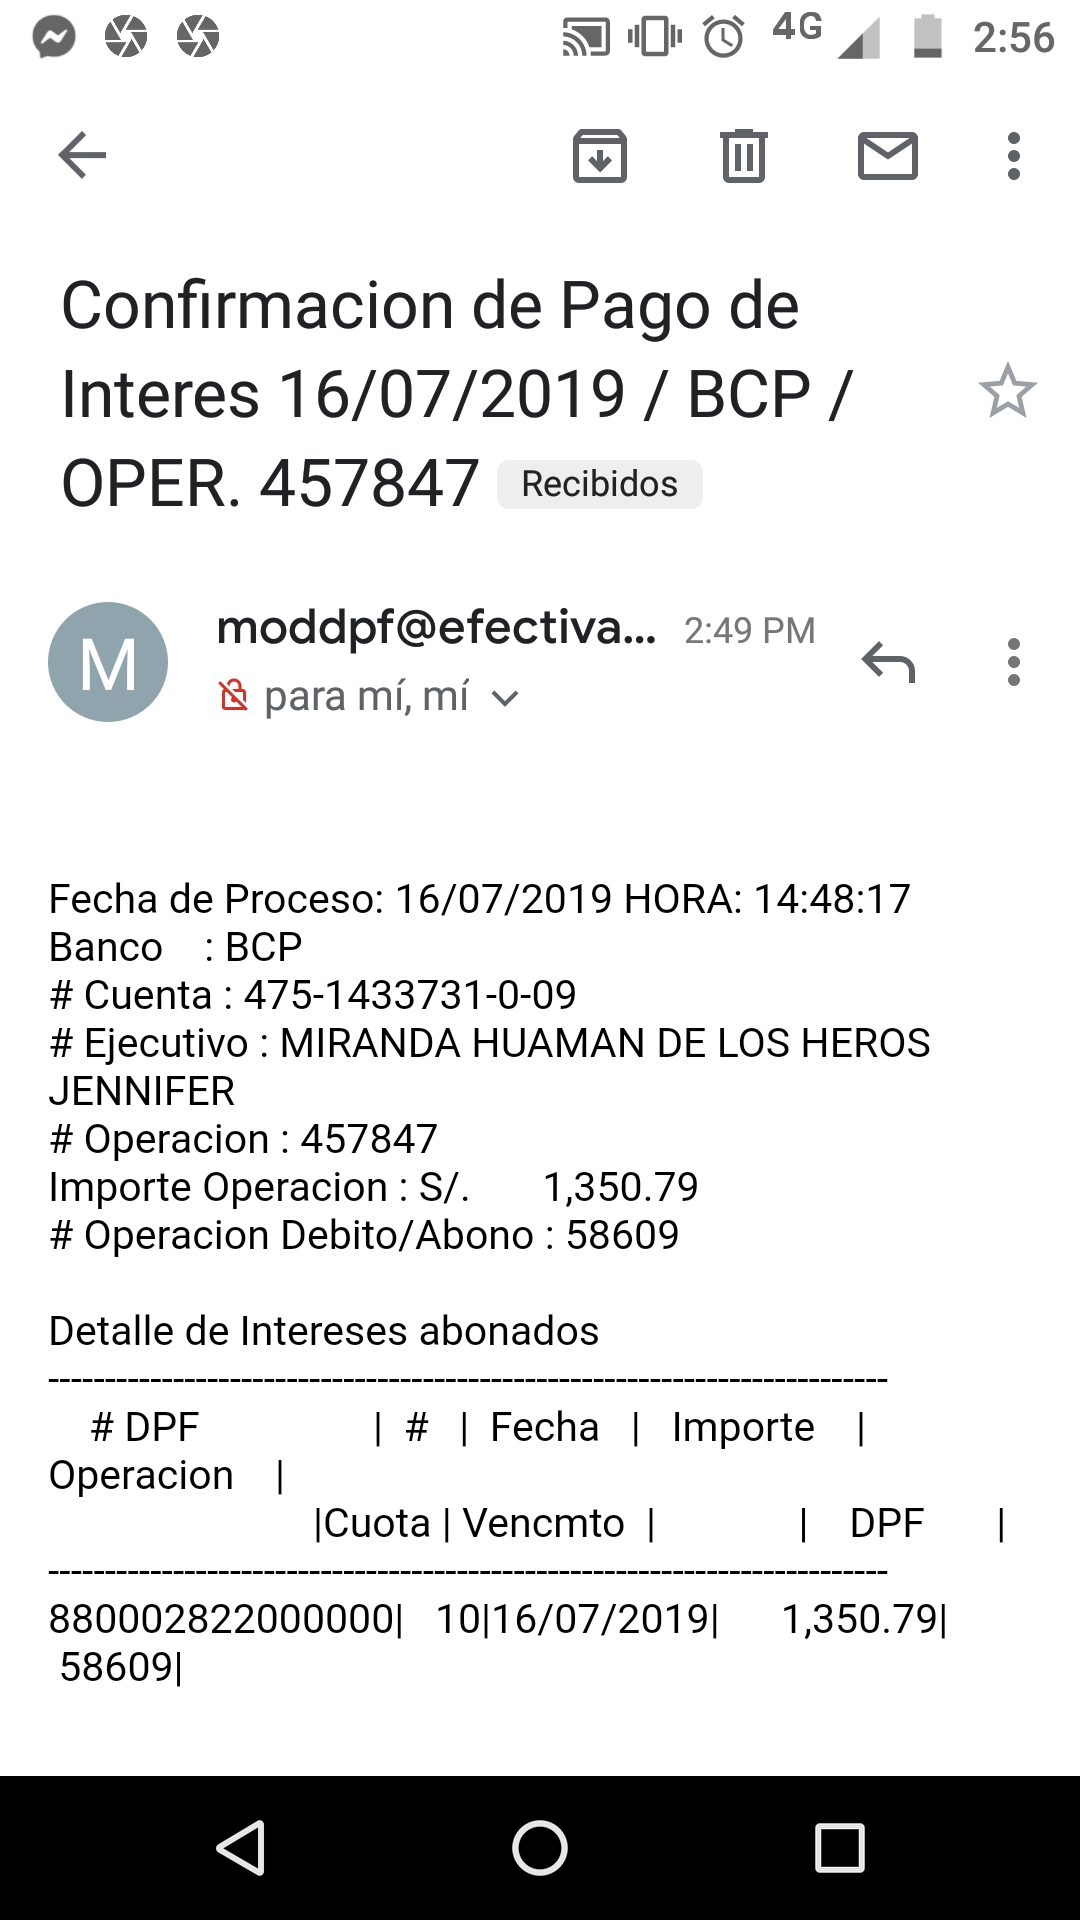 4G 2:56
Confirmacion de Pago de
Interes 16/07/2019 / BCP /
OPER. 457847 Recibidos
M
moddpf@efectiva... 2:49 PM
para mí, mí
Fecha de Proceso: 16/07/2019 HORA: 14:48:17
Banco : BCP
# Cuenta : 475-1433731-0-09
# Ejecutivo : MIRANDA HUAMAN DE LOS HEROS
JENNIFER
# Operacion : 457847
Importe Operacion : S/. 1,350.79
# Operacion Debito/Abono : 58609
Detalle de Intereses abonados
---------------------------------------------------------------------------
# DPF | # | Fecha | Importe |
Operacion |
|Cuota | Vencmto | | DPF |
---------------------------------------------------------------------------
880002822000000| 10|16/07/2019| 1,350.79|
58609|